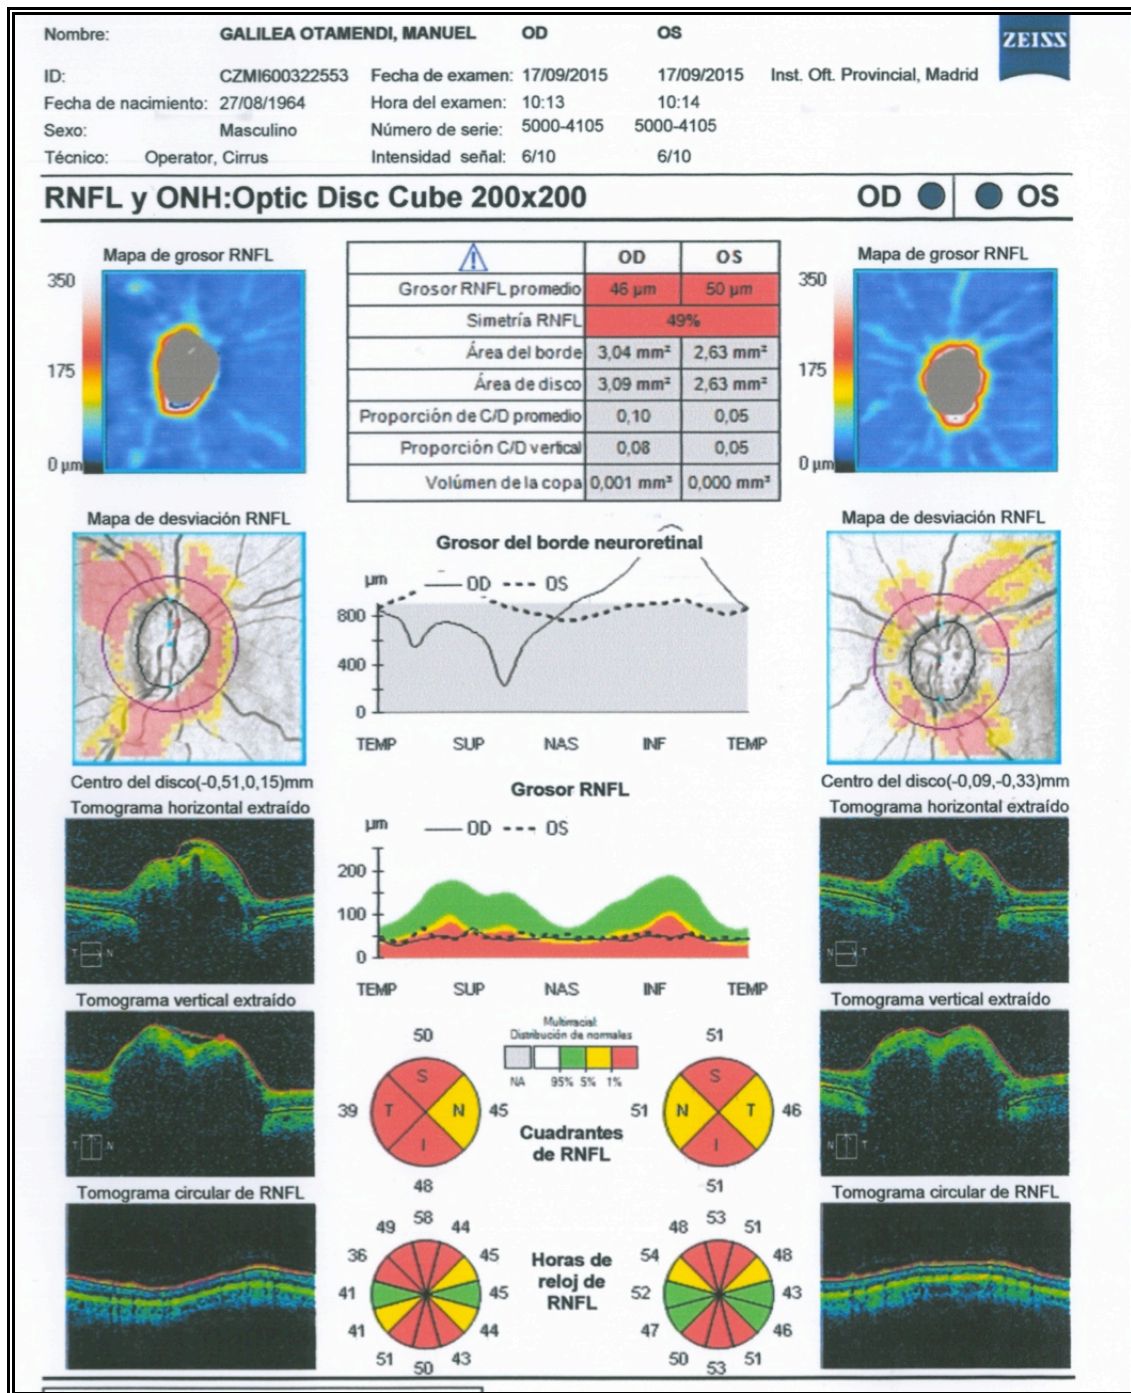 Nombre: GALILEA OTAMENDI, MANUEL OD OS
ZEISS
ID: CZMI600322553 Fecha de examen: 17/09/2015 17/09/2015 Inst. Oft. Provincial, Madrid
Fecha de nacimiento: 27/08/1964 Hora del examen: 10:13 10:14
Sexo: Masculino Número de serie: 5000-4105 5000-4105
Técnico: Operator, Cirrus Intensidad señal: 6/10 6/10
RNFL y ONH:Optic Disc Cube 200x200 OD OS
Mapa de grosor RNFL
350
175
0 µm
OD OS
Grosor RNFL promedio 46 µm 50 µm
Simetría RNFL 49%
Área del borde 3,04 mm² 2,63 mm²
Área de disco 3,09 mm² 2,63 mm²
Proporción de C/D promedio 0,10 0,05
Proporción C/D vertical 0,08 0,05
Volúmen de la copa 0,001 mm³ 0,000 mm³
Mapa de grosor RNFL
350
175
0 µm
Mapa de desviación RNFL
Centro del disco(-0,51,0,15)mm
Grosor del borde neuroretinal
µm OD OS
800
400
0
TEMP SUP NAS INF TEMP
Mapa de desviación RNFL
Centro del disco(-0,09,-0,33)mm
Tomograma horizontal extraído
T N
Grosor RNFL
µm OD OS
200
100
0
TEMP SUP NAS INF TEMP
Tomograma horizontal extraído
N T
Tomograma vertical extraído
T N
Multirracial:
Distribución de normales
NA 95% 5% 1%
50
S
39 T N 45
I
48
Cuadrantes
de RNFL
51
S
51 N T 46
I
51
Tomograma vertical extraído
N T
Tomograma circular de RNFL
58
49 44
36 45
41 45
41 44
51 43
50
Horas de
reloj de
RNFL
53
48 51
54 48
52 43
47 46
50 51
53
Tomograma circular de RNFL